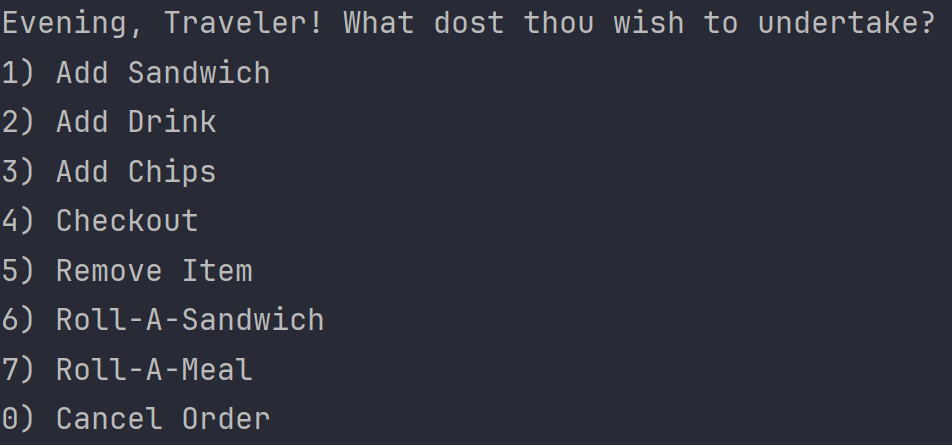 Evening, Traveler! What dost thou wish to undertake?
1) Add Sandwich
2) Add Drink
3) Add Chips
4) Checkout
5) Remove Item
6) Roll-A-Sandwich
7) Roll-A-Meal
0) Cancel Order